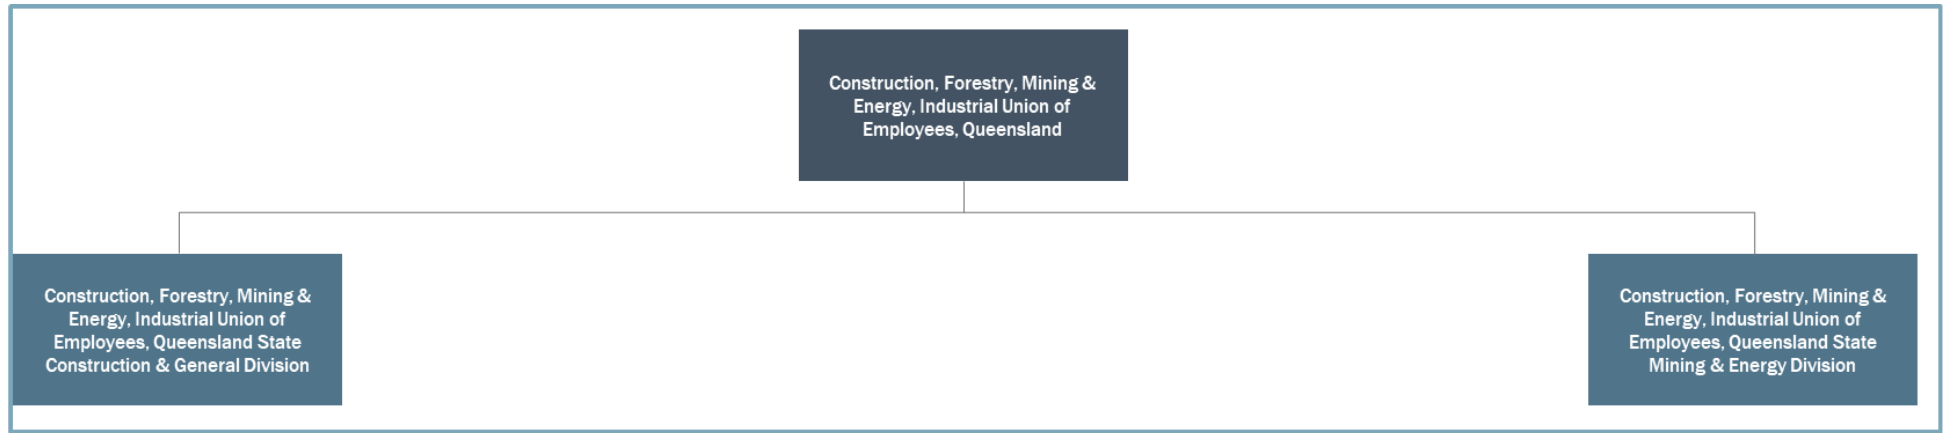 Construction, Forestry, Mining &
Energy, Industrial Union of
Employees, Queensland
Construction, Forestry, Mining &
Energy, Industrial Union of
Employees, Queensland State
Construction & General Division
Construction, Forestry, Mining &
Energy, Industrial Union of
Employees, Queensland State
Mining & Energy Division